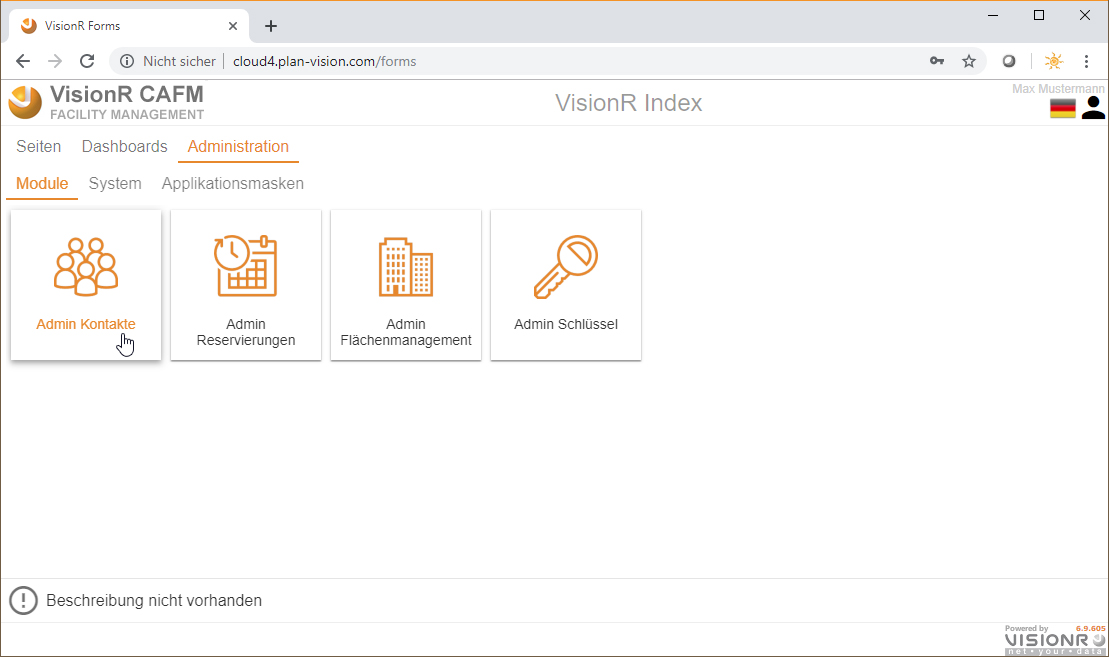 VisionR Forms
Nicht sicher
cloud4.plan-vision.com/forms
VisionR CAFM
FACILITY MANAGEMENT
VisionR Index
Max Mustermann
Seiten Dashboards Administration
Module System Applikationsmasken
Admin Kontakte
Admin
Reservierungen
Admin
Flächenmanagement
Admin Schlüssel
Beschreibung nicht vorhanden
Powered by 6.9.605
VISIONR
net • your • data